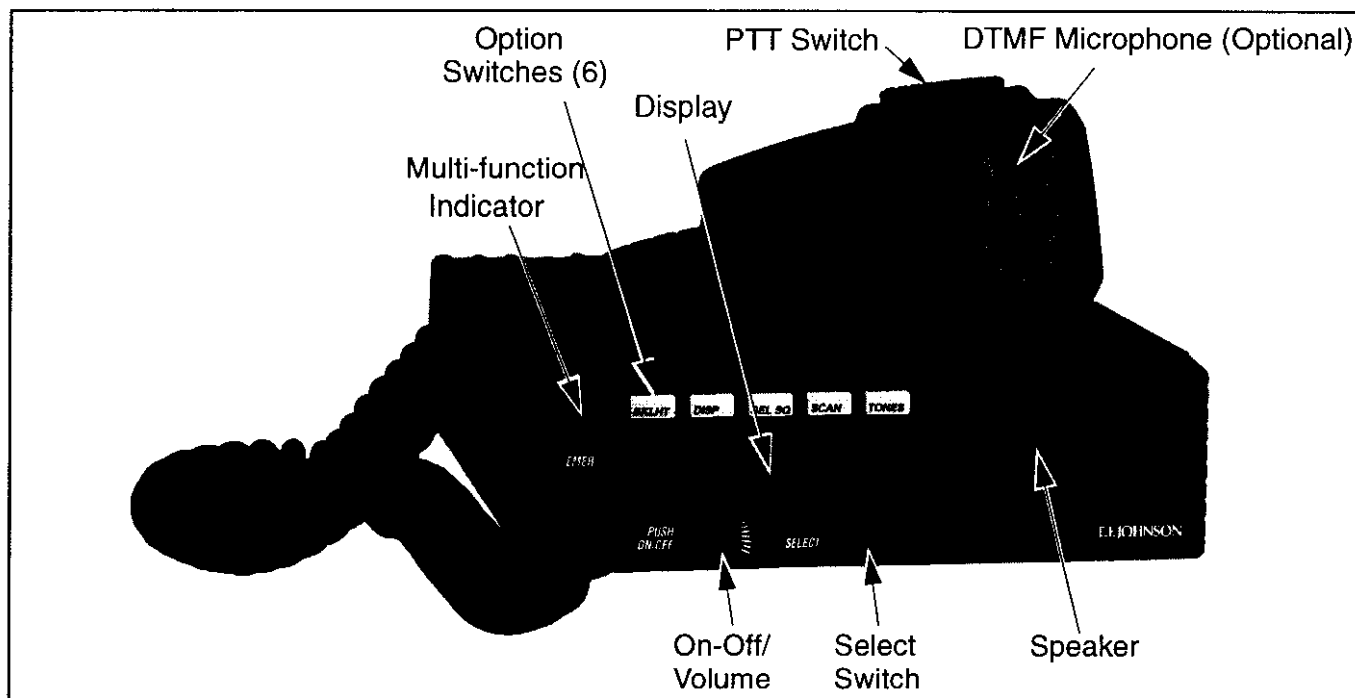 Option
Switches (6)
PTT Switch
DTMF Microphone (Optional)
Display
Multi-function
Indicator
BKLHT
DISP
SEL SQ
SCAN
TONES
EMER
PUSH
ON-OFF
SELECT
E.F.JOHNSON
On-Off/
Volume
Select
Switch
Speaker